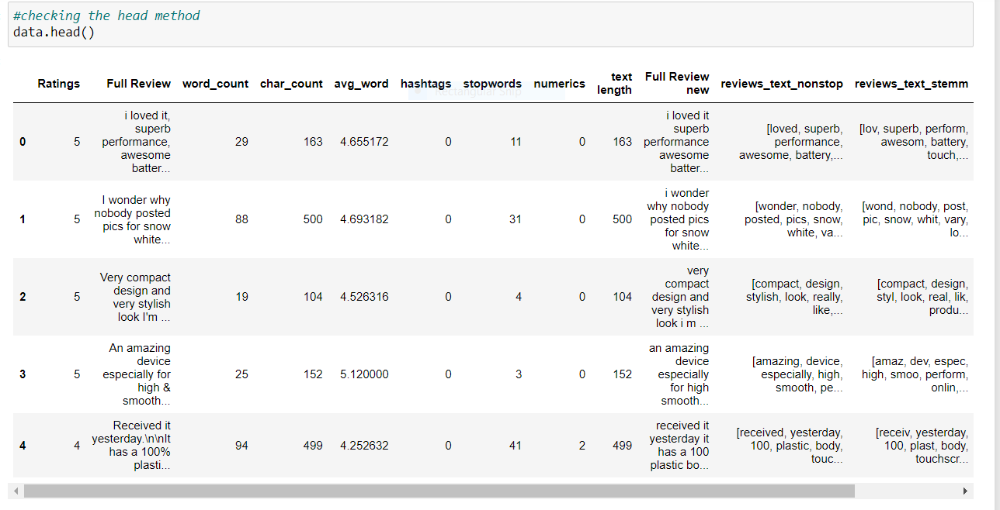 #checking the head method
data.head()
Ratings Full Review word_count char_count avg_word hashtags stopwords numerics text length Full Review new reviews_text_nonstop reviews_text_stemm
0 5 i loved it, superb performance, awesome batter... 29 163 4.655172 0 11 0 163 i loved it superb performance awesome batter... [loved, superb, performance, awesome, battery,... [lov, superb, perform, awesom, battery, touch,...
1 5 I wonder why nobody posted pics for snow white... 88 500 4.693182 0 31 0 500 i wonder why nobody posted pics for snow white... [wonder, nobody, posted, pics, snow, white, va... [wond, nobody, post, pic, snow, whit, vary, lo...
2 5 Very compact design and very stylish look I'm ... 19 104 4.526316 0 4 0 104 very compact design and very stylish look i m ... [compact, design, stylish, look, really, like,... [compact, design, styl, look, real, lik, produ...
3 5 An amazing device especially for high & smooth... 25 152 5.120000 0 3 0 152 an amazing device especially for high smooth... [amazing, device, especially, high, smooth, pe... [amaz, dev, espec, high, smoo, perform, onlin,...
4 4 Received it yesterday.\n\nIt has a 100% plasti... 94 499 4.252632 0 41 2 499 received it yesterday it has a 100 plastic bo... [received, yesterday, 100, plastic, body, touc... [receiv, yesterday, 100, plast, body, touchscr...
Rectangular Snip